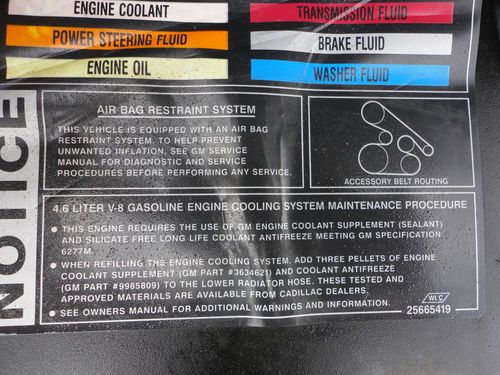 ENGINE COOLANT
TRANSMISSION FLUID
POWER STEERING FLUID
BRAKE FLUID
ENGINE OIL
WASHER FLUID
NOTICE
AIR BAG RESTRAINT SYSTEM
THIS VEHICLE IS EQUIPPED WITH AN AIR BAG
RESTRAINT SYSTEM. TO HELP PREVENT
UNWANTED INFLATION, SEE GM SERVICE
MANUAL FOR DIAGNOSTIC AND SERVICE
PROCEDURES BEFORE PERFORMING ANY SERVICE.
ACCESSORY BELT ROUTING
4.6 LITER V-8 GASOLINE ENGINE COOLING SYSTEM MAINTENANCE PROCEDURE
● THIS ENGINE REQUIRES THE USE OF GM ENGINE COOLANT SUPPLEMENT (SEALANT)
AND SILICATE FREE LONG LIFE COOLANT ANTIFREEZE MEETING GM SPECIFICATION
6277M.
● WHEN REFILLING THE ENGINE COOLING SYSTEM, ADD THREE PELLETS OF ENGINE
COOLANT SUPPLEMENT (GM PART #3634621) AND COOLANT ANTIFREEZE
(GM PART #9985809) TO THE LOWER RADIATOR HOSE. THESE TESTED AND
APPROVED MATERIALS ARE AVAILABLE FROM CADILLAC DEALERS.
● SEE OWNERS MANUAL FOR ADDITIONAL WARNINGS AND INFORMATION.
WLC
25665419